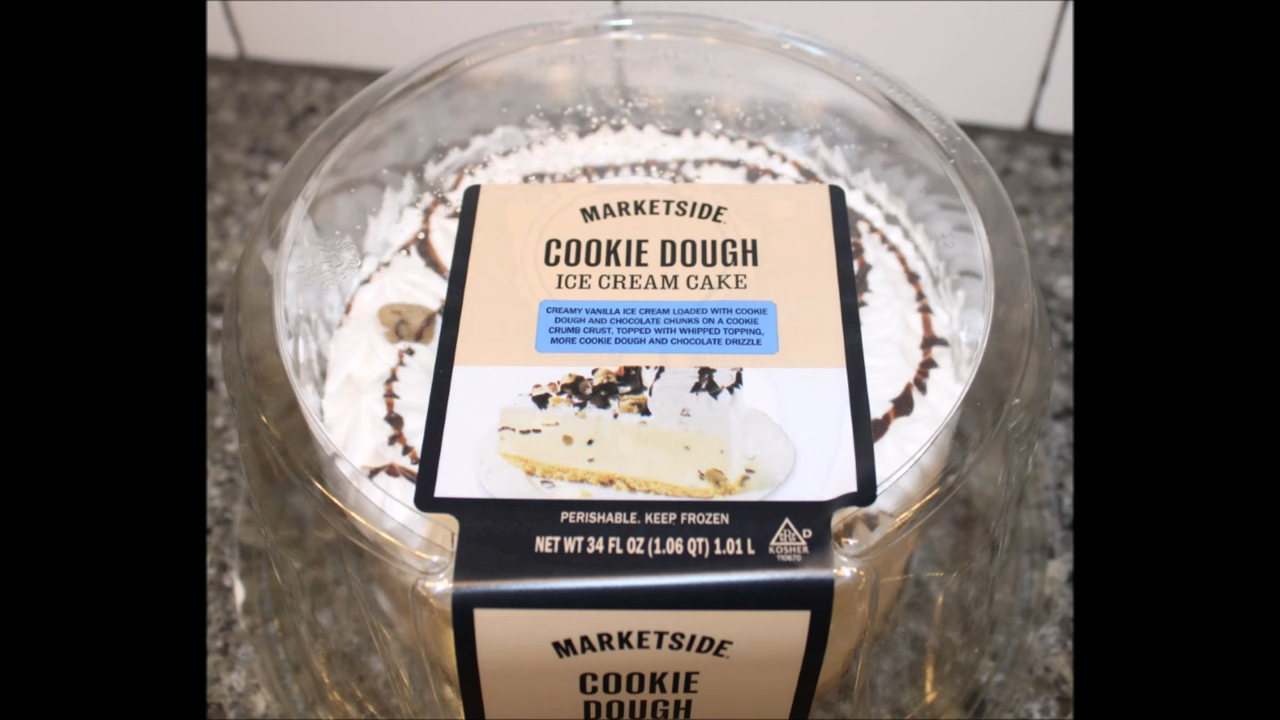 MARKETSIDE
COOKIE DOUGH
ICE CREAM CAKE
CREAMY VANILLA ICE CREAM LOADED WITH COOKIE
DOUGH AND CHOCOLATE CHUNKS ON A COOKIE
CRUMB CRUST, TOPPED WITH WHIPPED TOPPING,
MORE COOKIE DOUGH AND CHOCOLATE DRIZZLE
PERISHABLE. KEEP FROZEN
NET WT 34 FL OZ (1.06 QT) 1.01 L
D
KOSHER
MARKETSIDE
COOKIE
DOUGH